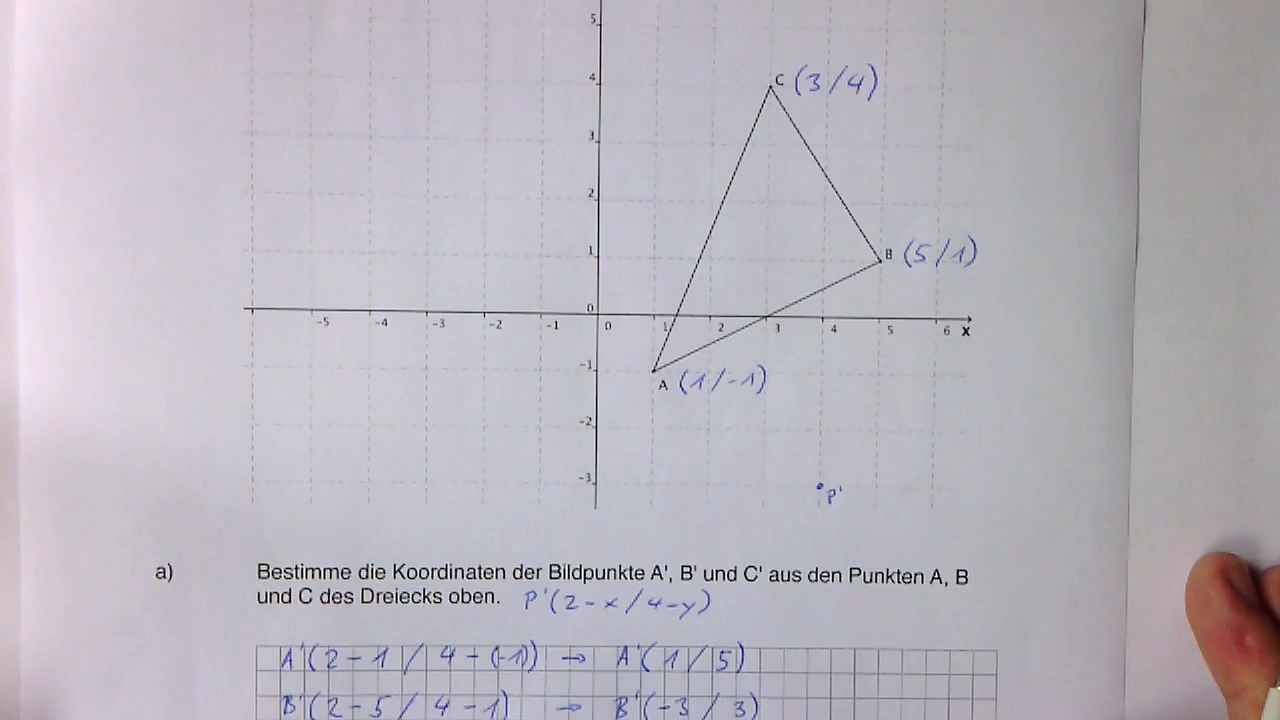 5
4
C (3/4)
3
2
1
B (5/1)
0
-5 -4 -3 -2 -1 0 1 2 3 4 5 6 x
-1
A (1/-1)
-2
-3
P'
a) Bestimme die Koordinaten der Bildpunkte A', B' und C' aus den Punkten A, B
und C des Dreiecks oben. P'(2-x/4-y)
A'(2-1/4-(-1)) → A'(1/5)
B'(2-5/4-1) → B'(-3/3)